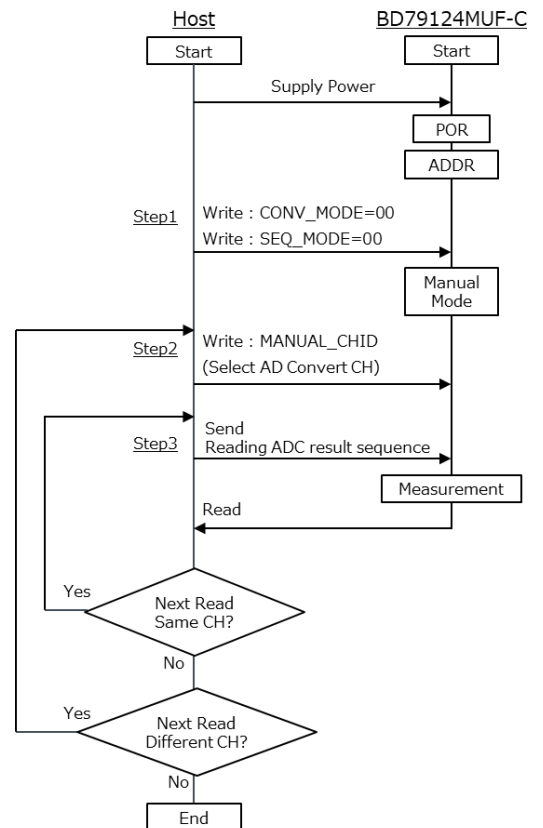 Host
BD79124MUF-C
Start
Start
Supply Power
POR
ADDR
Step1
Write : CONV_MODE=00
Write : SEQ_MODE=00
Manual
Mode
Step2
Write : MANUAL_CHID
(Select AD Convert CH)
Step3
Send
Reading ADC result sequence
Measurement
Read
Yes
Next Read
Same CH?
No
Yes
Next Read
Different CH?
No
End